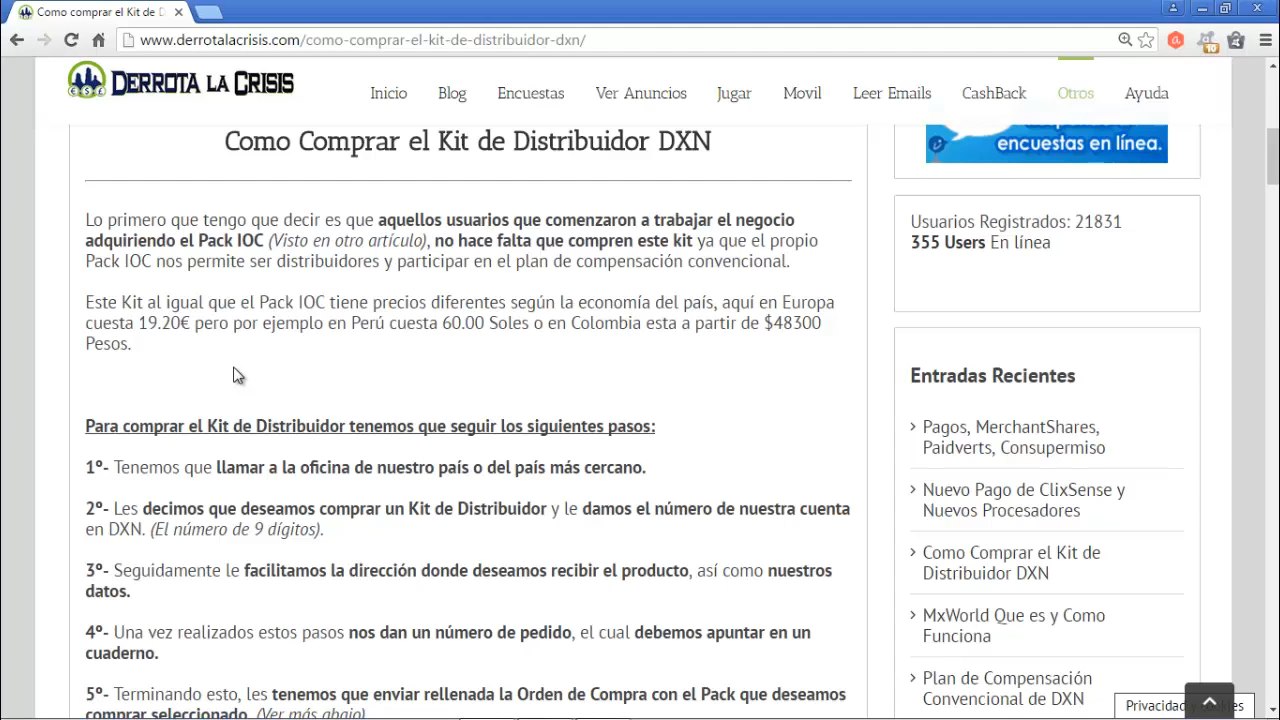 Como comprar el Kit de D
www.derrotalacrisis.com/como-comprar-el-kit-de-distribuidor-dxn/
10
DERROTA LA CRISIS
Inicio
Blog
Encuestas
Ver Anuncios
Jugar
Movil
Leer Emails
CashBack
Otros
Ayuda
Como Comprar el Kit de Distribuidor DXN
Lo primero que tengo que decir es que aquellos usuarios que comenzaron a trabajar el negocio
adquiriendo el Pack IOC (Visto en otro artículo), no hace falta que compren este kit ya que el propio
Pack IOC nos permite ser distribuidores y participar en el plan de compensación convencional.
Este Kit al igual que el Pack IOC tiene precios diferentes según la economía del país, aquí en Europa
cuesta 19.20€ pero por ejemplo en Perú cuesta 60.00 Soles o en Colombia esta a partir de $48300
Pesos.
Para comprar el Kit de Distribuidor tenemos que seguir los siguientes pasos:
1º- Tenemos que llamar a la oficina de nuestro país o del país más cercano.
2º- Les decimos que deseamos comprar un Kit de Distribuidor y le damos el número de nuestra cuenta
en DXN. (El número de 9 dígitos).
3º- Seguidamente le facilitamos la dirección donde deseamos recibir el producto, así como nuestros
datos.
4º- Una vez realizados estos pasos nos dan un número de pedido, el cual debemos apuntar en un
cuaderno.
5º- Terminando esto, les tenemos que enviar rellenada la Orden de Compra con el Pack que deseamos
comprar seleccionado. (Ver más abajo)
encuestas en línea.
Usuarios Registrados: 21831
355 Users En línea
Entradas Recientes
Pagos, MerchantShares,
Paidverts, Consupermiso
Nuevo Pago de ClixSense y
Nuevos Procesadores
Como Comprar el Kit de
Distribuidor DXN
MxWorld Que es y Como
Funciona
Plan de Compensación
Convencional de DXN
Privacidad y cookies